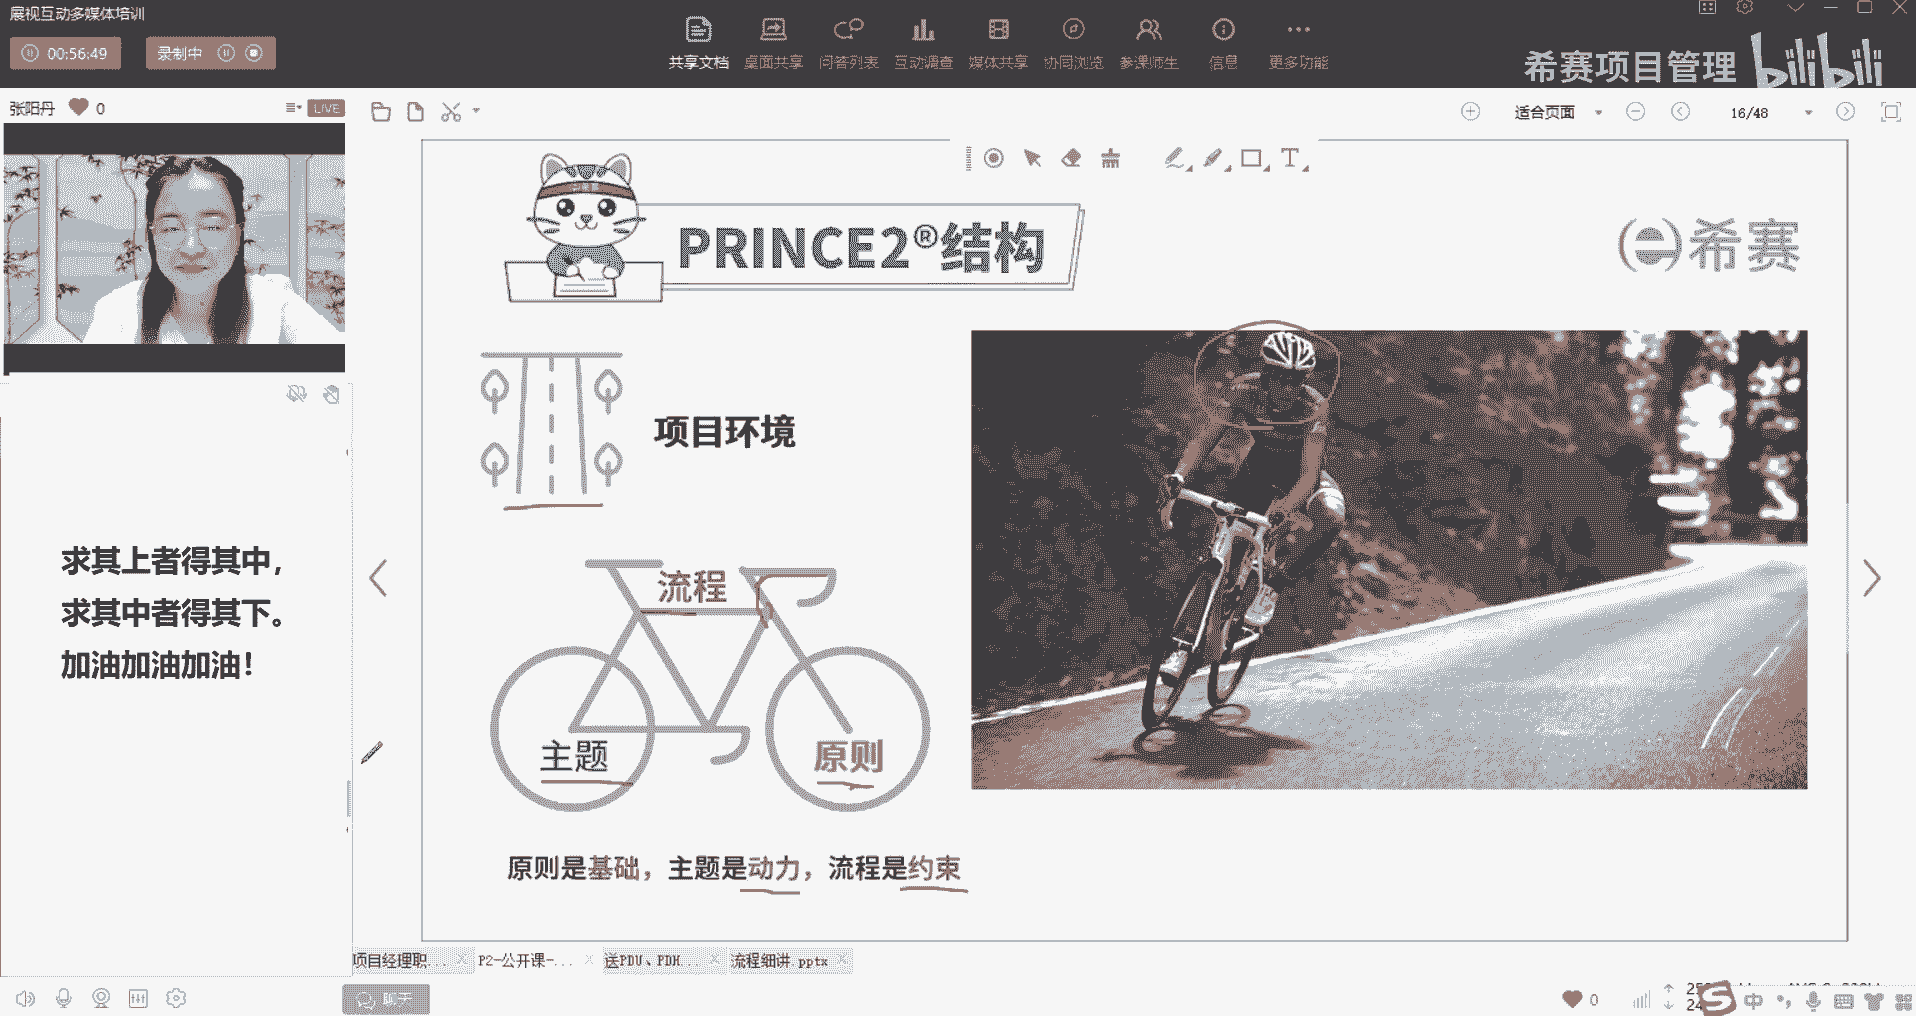 展视互动多媒体培训
00:56:49
录制中
共享文档
桌面共享
问答列表
互动调查
媒体共享
协同浏览
参课师生
信息
更多功能
希赛项目管理
bilibili
张阳丹
0
LIVE
适合页面
16/48
PRINCE2®结构
希赛
项目环境
流程
主题
原则
原则是基础，主题是动力，流程是约束
求其上者得其中，
求其中者得其下。
加油加油加油！
项目经理职...
P2-公开课-...
送PDU、PDH...
流程细讲.pptx
聊天
0
中